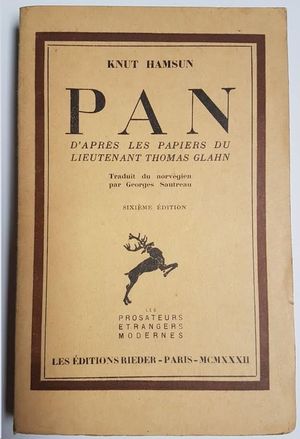 KNUT HAMSUN
PAN
D'APRÈS LES PAPIERS DU
LIEUTENANT THOMAS GLAHN
Traduit du norvégien
par Georges Sautreau
SIXIÈME ÉDITION
LES
PROSATEURS
ETRANGERS
MODERNES
LES ÉDITIONS RIEDER - PARIS - MCMXXXII